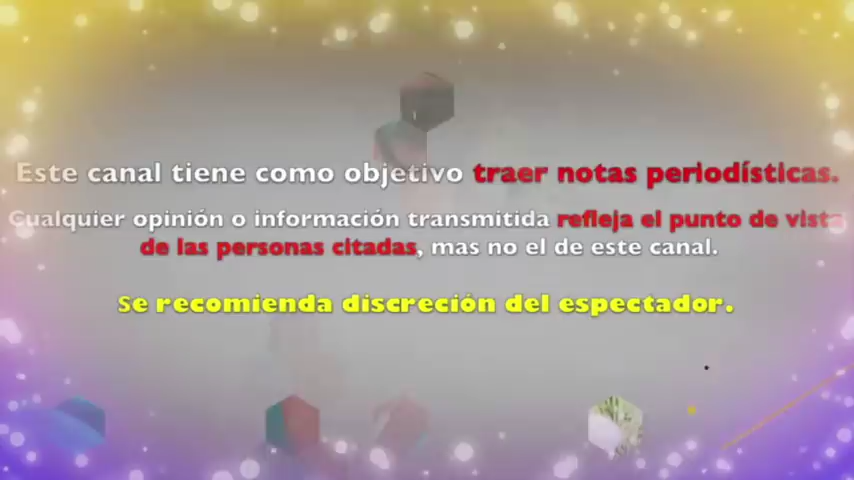 Este canal tiene como objetivo traer notas periodísticas.
Cualquier opinión o información transmitida refleja el punto de vista
de las personas citadas, mas no el de este canal.
Se recomienda discreción del espectador.